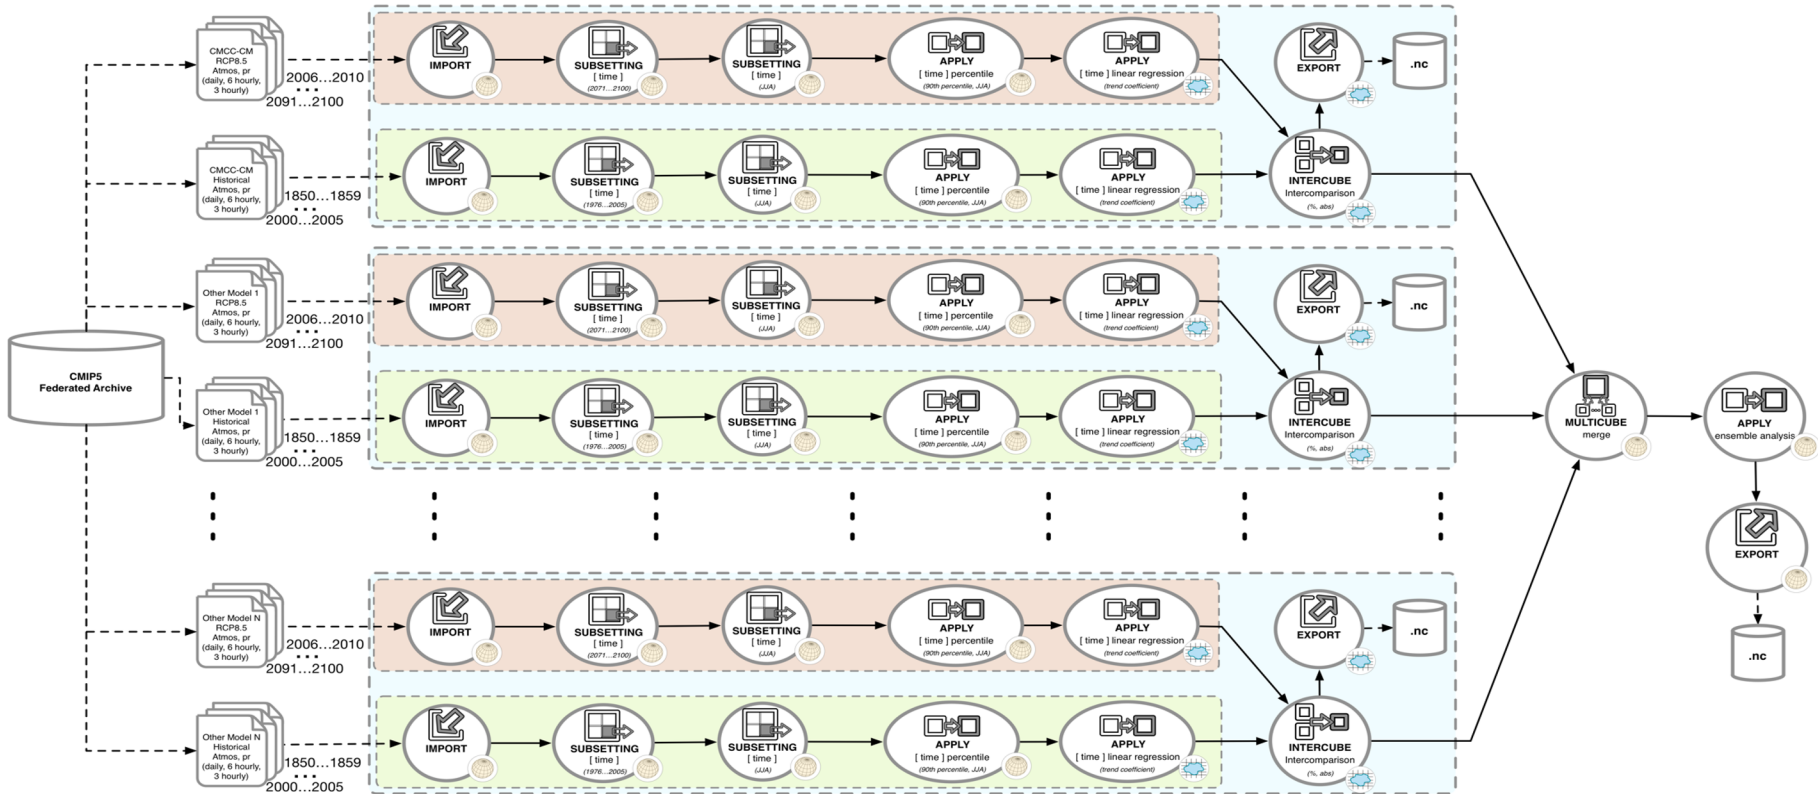 CMIP5
Federated Archive
CMCC-CM
RCP8.5
Atmos, pr
(daily, 6 hourly,
3 hourly)
2006...2010
...
2091...2100
IMPORT
SUBSETTING
[ time ]
(2071...2100)
SUBSETTING
[ time ]
(JJA)
APPLY
[ time ] percentile
(90th percentile, JJA)
APPLY
[ time ] linear regression
(trend coefficient)
EXPORT
.nc
CMCC-CM
Historical
Atmos, pr
(daily, 6 hourly,
3 hourly)
1850...1859
...
2000...2005
IMPORT
SUBSETTING
[ time ]
(1976...2005)
SUBSETTING
[ time ]
(JJA)
APPLY
[ time ] percentile
(90th percentile, JJA)
APPLY
[ time ] linear regression
(trend coefficient)
INTERCUBE
Intercomparison
(%, abs)
Other Model 1
RCP8.5
Atmos, pr
(daily, 6 hourly,
3 hourly)
2006...2010
...
2091...2100
IMPORT
SUBSETTING
[ time ]
(2071...2100)
SUBSETTING
[ time ]
(JJA)
APPLY
[ time ] percentile
(90th percentile, JJA)
APPLY
[ time ] linear regression
(trend coefficient)
EXPORT
.nc
Other Model 1
Historical
Atmos, pr
(daily, 6 hourly,
3 hourly)
1850...1859
...
2000...2005
IMPORT
SUBSETTING
[ time ]
(1976...2005)
SUBSETTING
[ time ]
(JJA)
APPLY
[ time ] percentile
(90th percentile, JJA)
APPLY
[ time ] linear regression
(trend coefficient)
INTERCUBE
Intercomparison
(%, abs)
Other Model N
RCP8.5
Atmos, pr
(daily, 6 hourly,
3 hourly)
2006...2010
...
2091...2100
IMPORT
SUBSETTING
[ time ]
(2071...2100)
SUBSETTING
[ time ]
(JJA)
APPLY
[ time ] percentile
(90th percentile, JJA)
APPLY
[ time ] linear regression
(trend coefficient)
EXPORT
.nc
Other Model N
Historical
Atmos, pr
(daily, 6 hourly,
3 hourly)
1850...1859
...
2000...2005
IMPORT
SUBSETTING
[ time ]
(1976...2005)
SUBSETTING
[ time ]
(JJA)
APPLY
[ time ] percentile
(90th percentile, JJA)
APPLY
[ time ] linear regression
(trend coefficient)
INTERCUBE
Intercomparison
(%, abs)
MULTICUBE
merge
APPLY
ensemble analysis
EXPORT
.nc